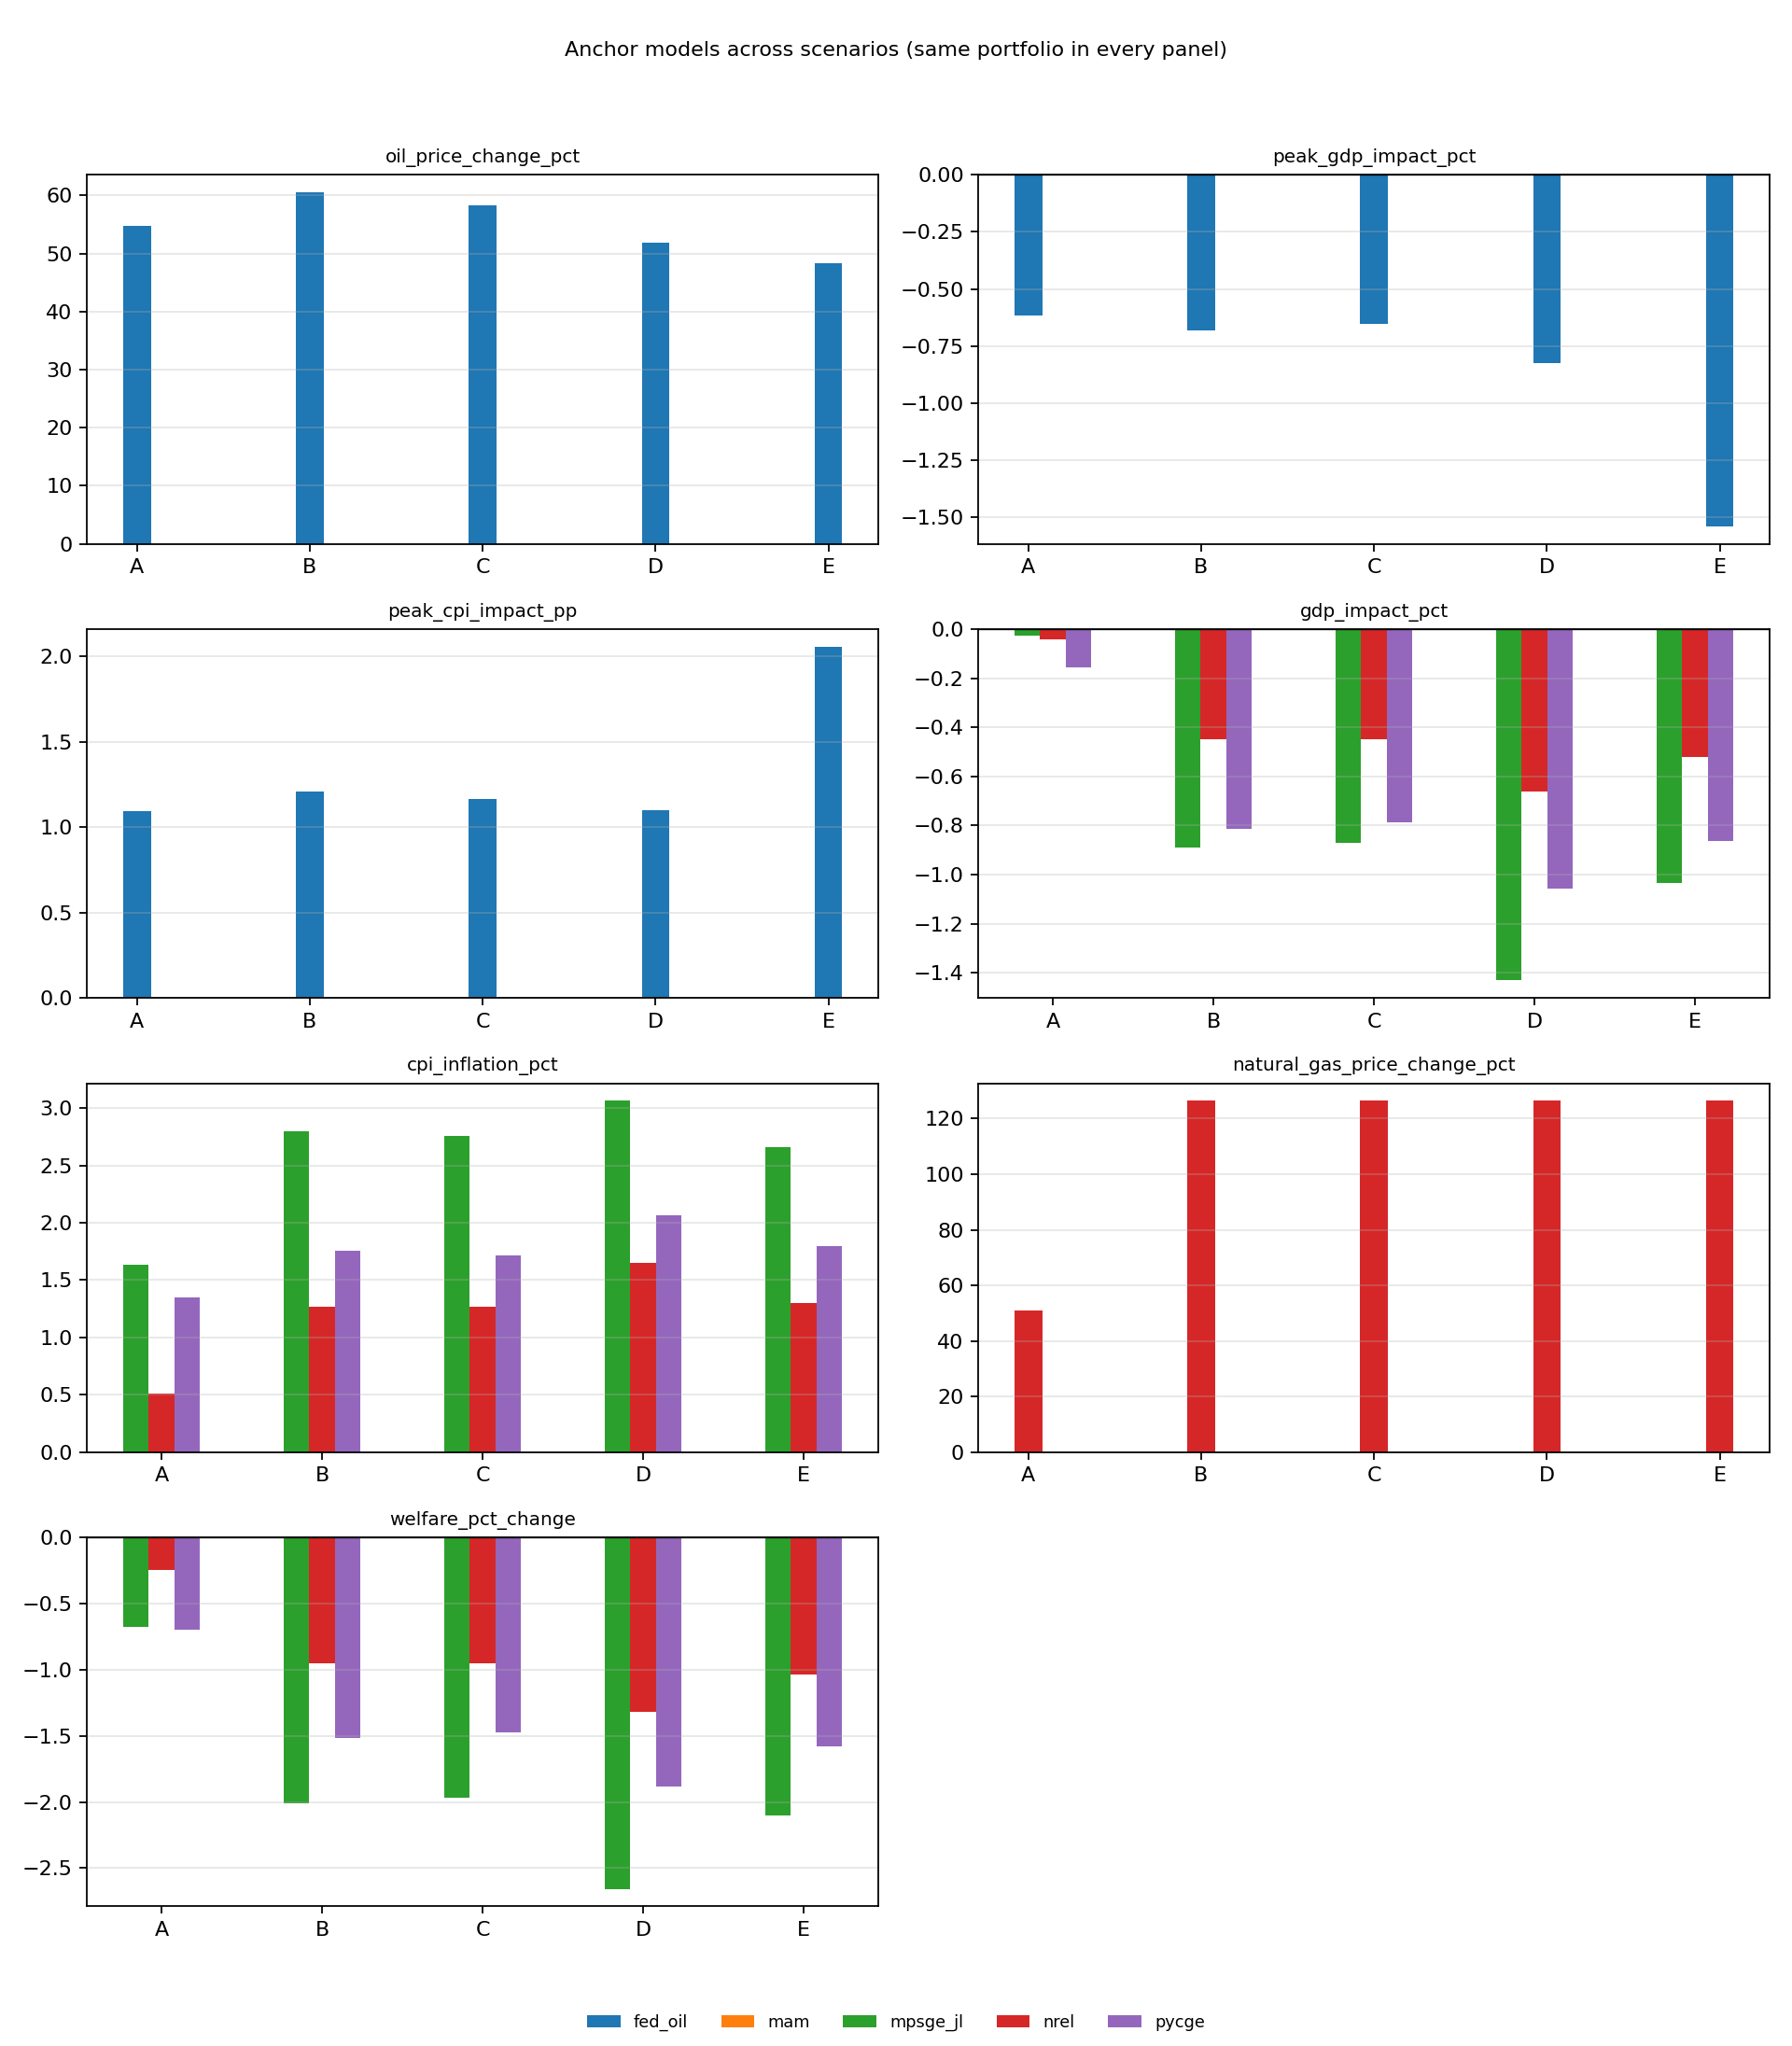 Anchor models across scenarios (same portfolio in every panel)
oil_price_change_pct
60
50
40
30
20
10
0
A B C D E
peak_gdp_impact_pct
0.00
−0.25
−0.50
−0.75
−1.00
−1.25
−1.50
A B C D E
peak_cpi_impact_pp
2.0
1.5
1.0
0.5
0.0
A B C D E
gdp_impact_pct
0.0
−0.2
−0.4
−0.6
−0.8
−1.0
−1.2
−1.4
A B C D E
cpi_inflation_pct
3.0
2.5
2.0
1.5
1.0
0.5
0.0
A B C D E
natural_gas_price_change_pct
120
100
80
60
40
20
0
A B C D E
welfare_pct_change
0.0
−0.5
−1.0
−1.5
−2.0
−2.5
A B C D E
fed_oil mam mpsge_jl nrel pycge